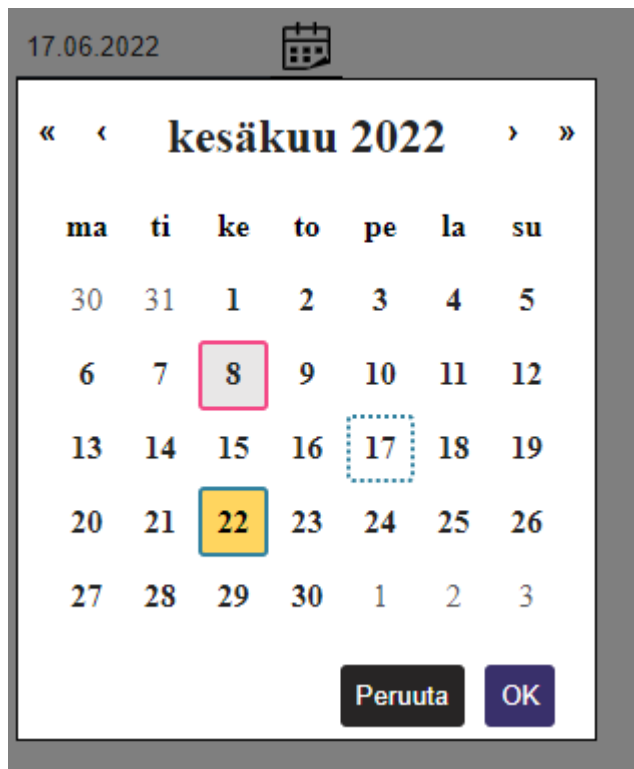 17.06.2022
« ‹ kesäkuu 2022 › »
ma ti ke to pe la su
30 31 1 2 3 4 5
6 7 8 9 10 11 12
13 14 15 16 17 18 19
20 21 22 23 24 25 26
27 28 29 30 1 2 3
Peruuta OK